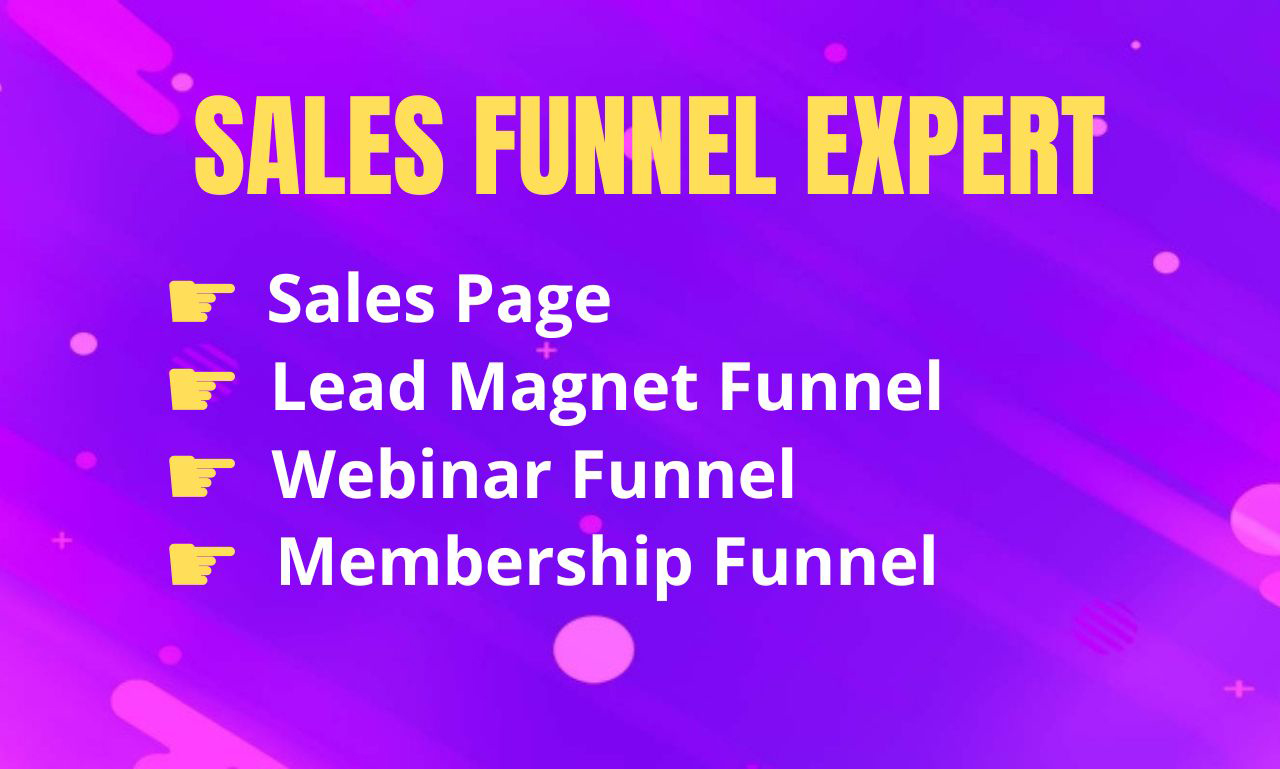 SALES FUNNEL EXPERT
☛ Sales Page
☛ Lead Magnet Funnel
☛ Webinar Funnel
☛ Membership Funnel